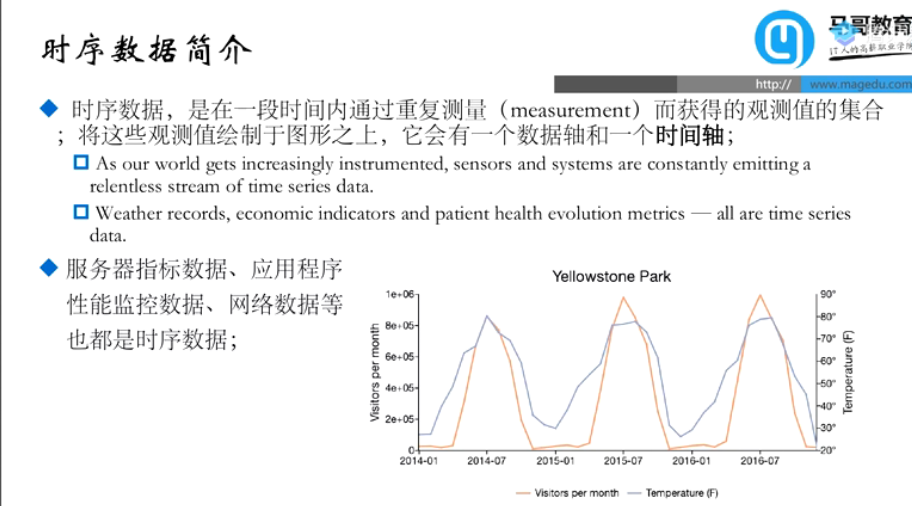 时序数据简介
马哥教育
IT人的高薪职业学院
http://
www.magedu.com
时序数据，是在一段时间内通过重复测量（measurement）而获得的观测值的集合
；将这些观测值绘制于图形之上，它会有一个数据轴和一个时间轴；
As our world gets increasingly instrumented, sensors and systems are constantly emitting a
relentless stream of time series data.
Weather records, economic indicators and patient health evolution metrics — all are time series
data.
服务器指标数据、应用程序
性能监控数据、网络数据等
也都是时序数据；
Yellowstone Park
Visitors per month
1e+06
8e+05
6e+05
4e+05
2e+05
0
90°
80°
70°
60°
50°
40°
30°
20°
Temperature (F)
2014-01 2014-07 2015-01 2015-07 2016-01 2016-07
Visitors per month Temperature (F)